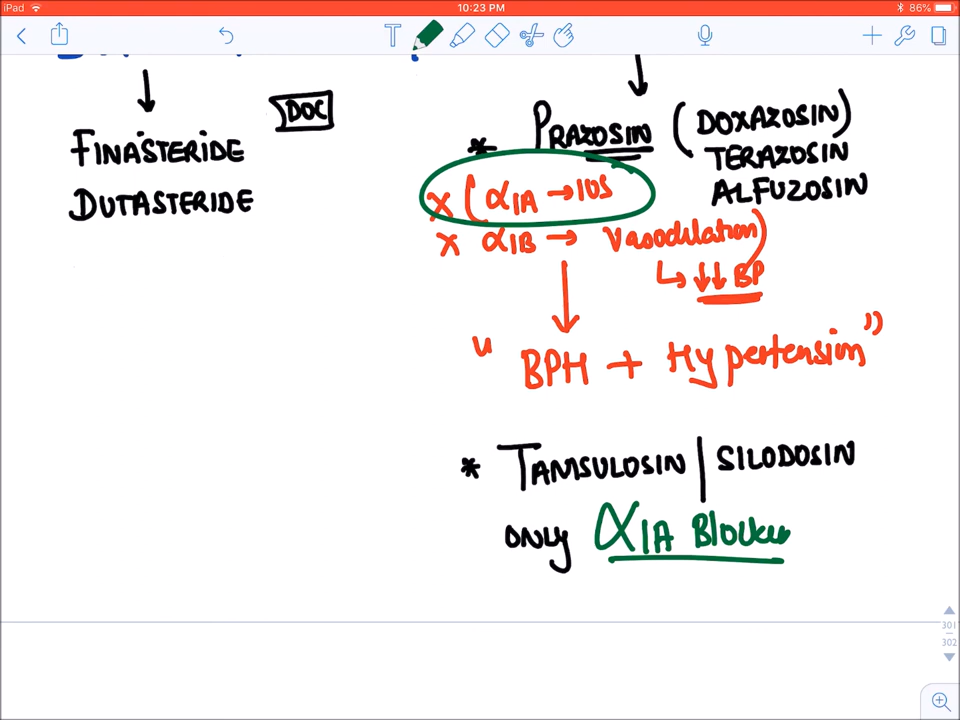 iPad 10:23 PM 86%
T
DOC
FINASTERIDE
DUTASTERIDE
* PRAZOSIN (DOXAZOSIN)
TERAZOSIN
ALFUZOSIN
X (α1A → IUS
X α1B → Vasodilation)
↳ ↓↓ BP
"BPH + Hypertension"
* TAMSULOSIN | SILODOSIN
ONLY α1A Blocker
301
302